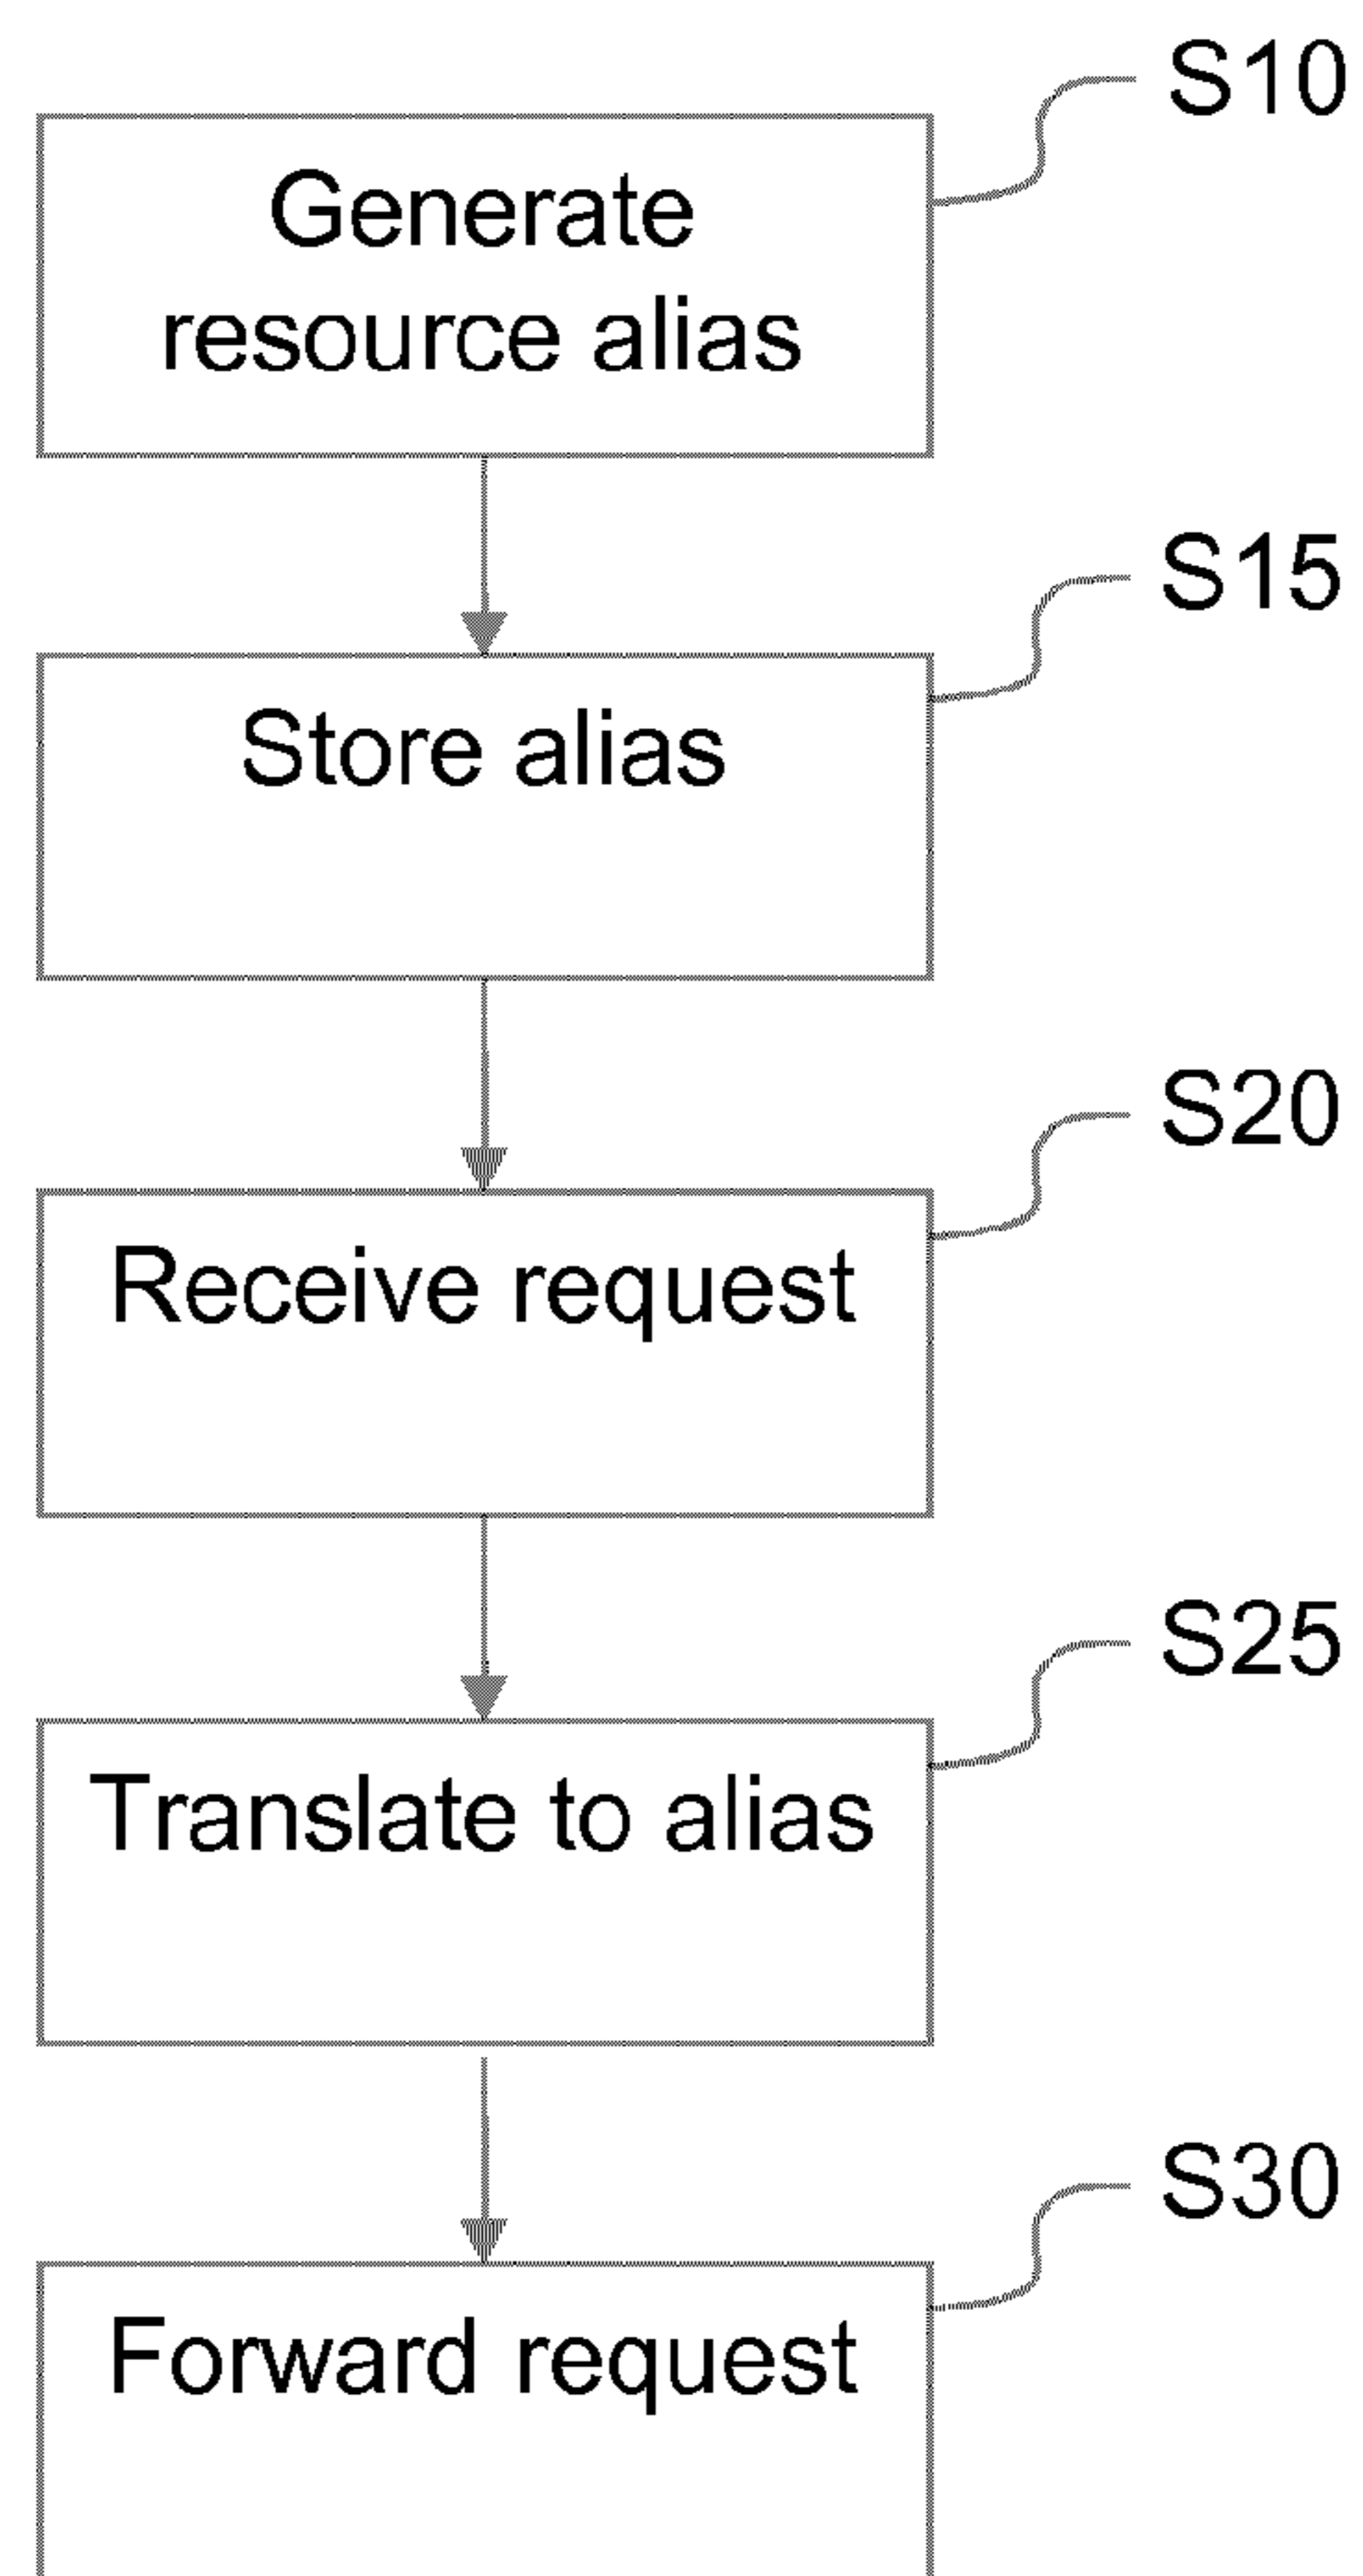 S10
Generate
resource alias
S15
Store alias
S20
Receive request
S25
Translate to alias
S30
Forward request